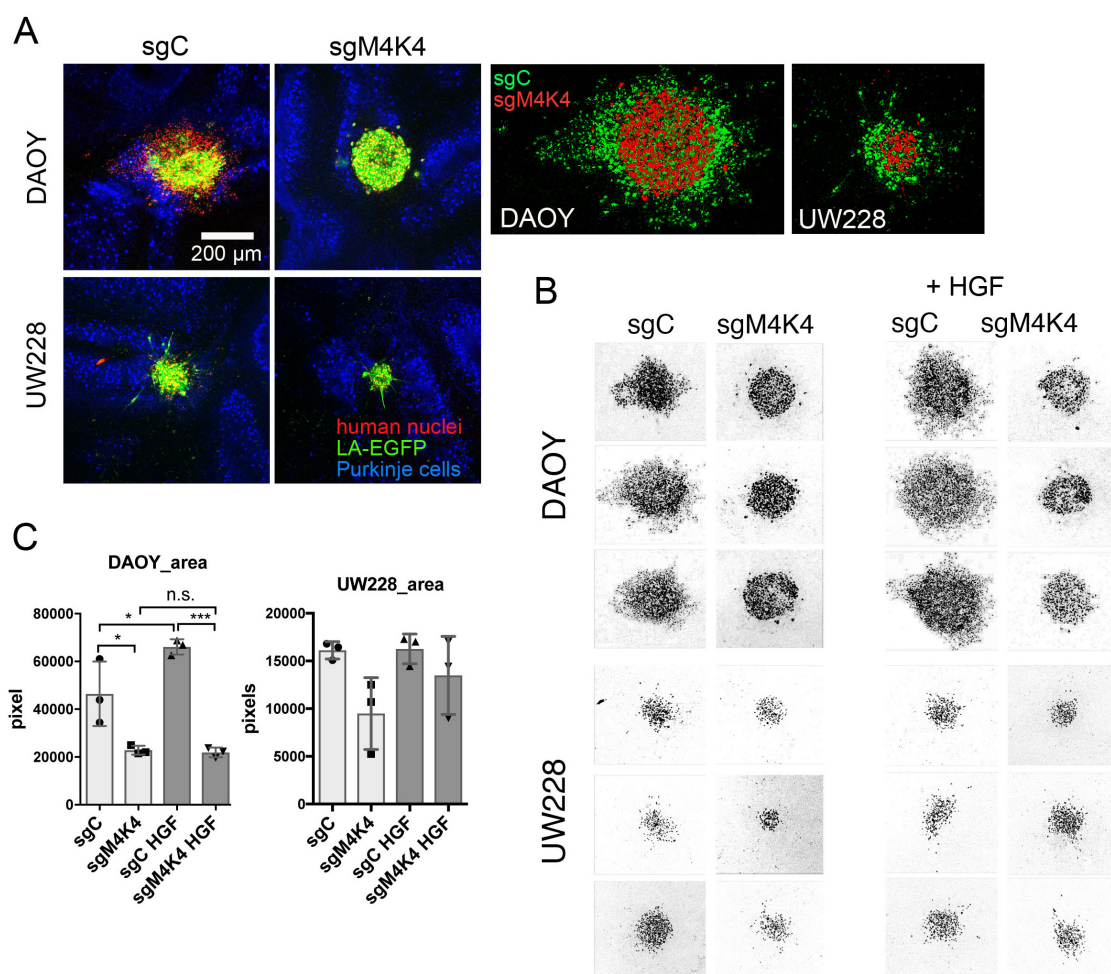 A
sgC
sgM4K4
DAOY
200 µm
UW228
human nuclei
LA-EGFP
Purkinje cells
sgC
sgM4K4
DAOY
UW228
B
+ HGF
sgC
sgM4K4
sgC
sgM4K4
DAOY
UW228
C
DAOY_area
n.s.
*
***
*
80000
60000
40000
20000
0
pixel
sgC
sgM4K4
sgC HGF
sgM4K4 HGF
UW228_area
20000
15000
10000
5000
0
pixels
sgC
sgM4K4
sgC HGF
sgM4K4 HGF